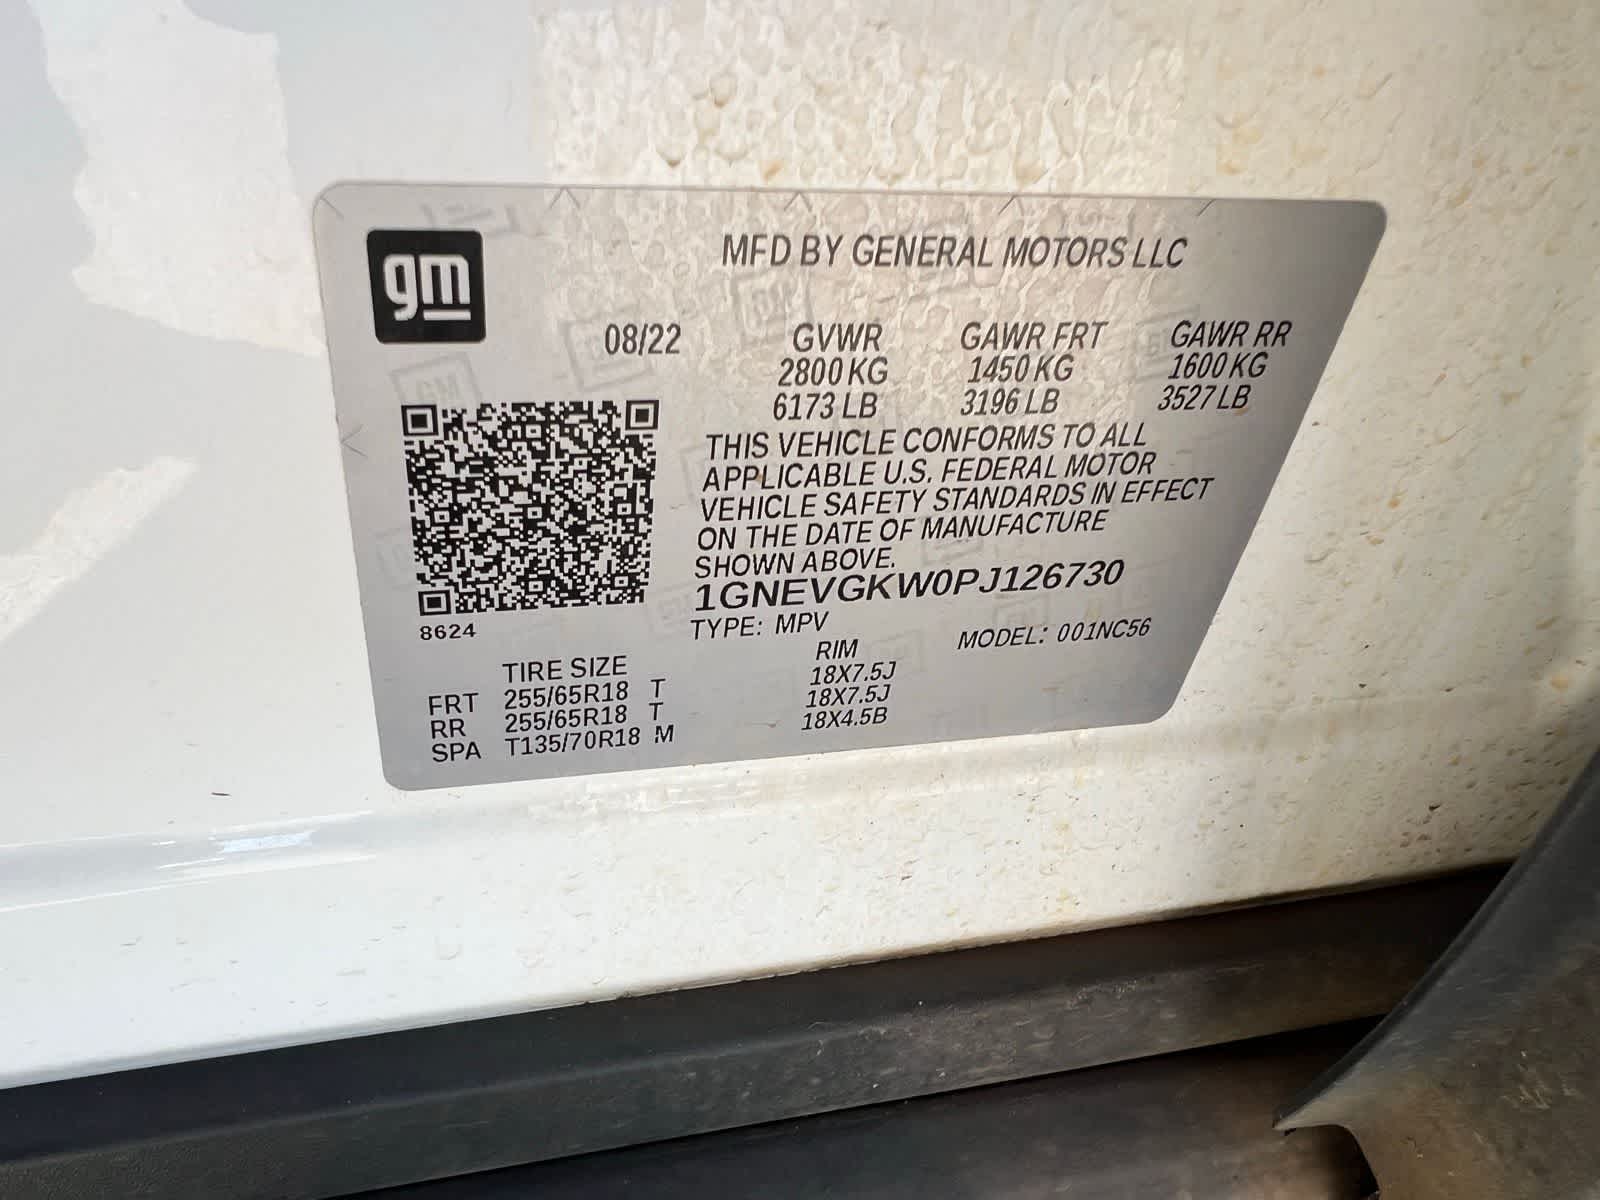 gm
MFD BY GENERAL MOTORS LLC
08/22 GVWR GAWR FRT GAWR RR
2800 KG 1450 KG 1600 KG
6173 LB 3196 LB 3527 LB
THIS VEHICLE CONFORMS TO ALL
APPLICABLE U.S. FEDERAL MOTOR
VEHICLE SAFETY STANDARDS IN EFFECT
ON THE DATE OF MANUFACTURE
SHOWN ABOVE.
1GNEVGKW0PJ126730
8624
TYPE: MPV MODEL: 001NC56
TIRE SIZE RIM
FRT 255/65R18 T 18X7.5J
RR 255/65R18 T 18X7.5J
SPA T135/70R18 M 18X4.5B